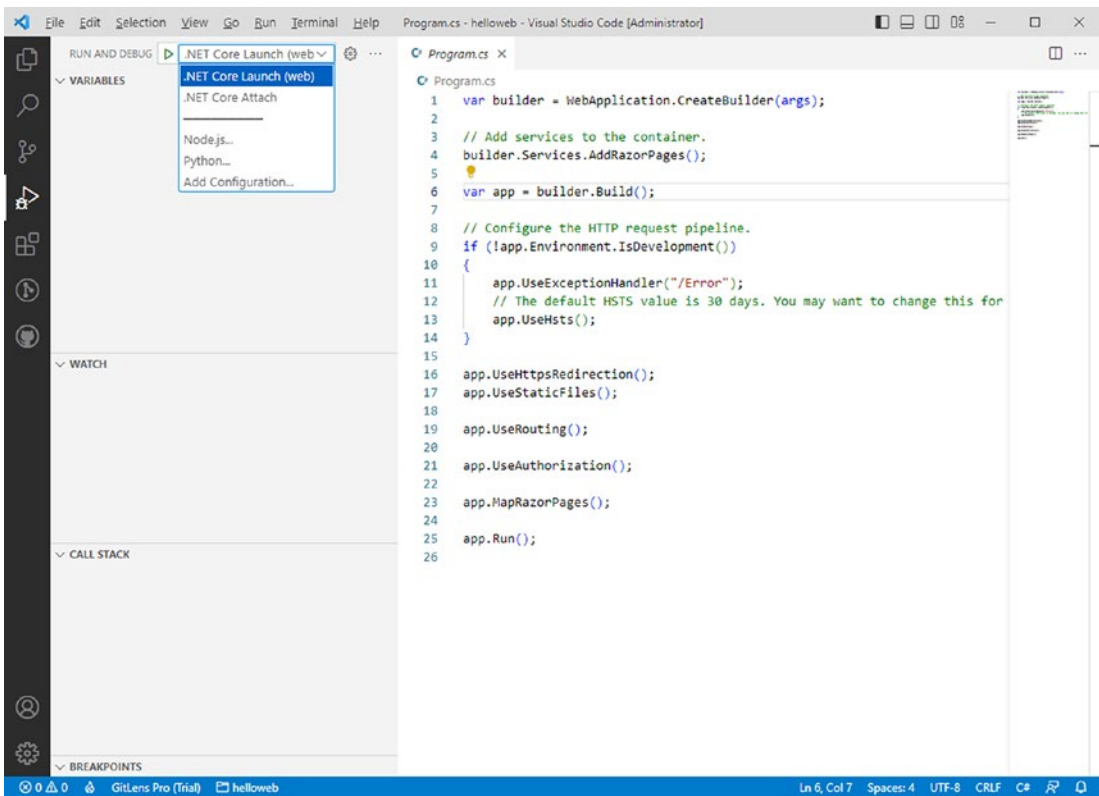 File Edit Selection View Go Run Terminal Help Program.cs - helloweb - Visual Studio Code [Administrator]
RUN AND DEBUG .NET Core Launch (web
.NET Core Launch (web)
.NET Core Attach
Node.js...
Python...
Add Configuration...
VARIABLES
WATCH
CALL STACK
BREAKPOINTS
Program.cs
Program.cs
1 var builder = WebApplication.CreateBuilder(args);
2
3 // Add services to the container.
4 builder.Services.AddRazorPages();
5
6 var app = builder.Build();
7
8 // Configure the HTTP request pipeline.
9 if (!app.Environment.IsDevelopment())
10 {
11 app.UseExceptionHandler("/Error");
12 // The default HSTS value is 30 days. You may want to change this for
13 app.UseHsts();
14 }
15
16 app.UseHttpsRedirection();
17 app.UseStaticFiles();
18
19 app.UseRouting();
20
21 app.UseAuthorization();
22
23 app.MapRazorPages();
24
25 app.Run();
26
0 0 GitLens Pro (Trial) helloweb Ln 6, Col 7 Spaces: 4 UTF-8 CRLF C#